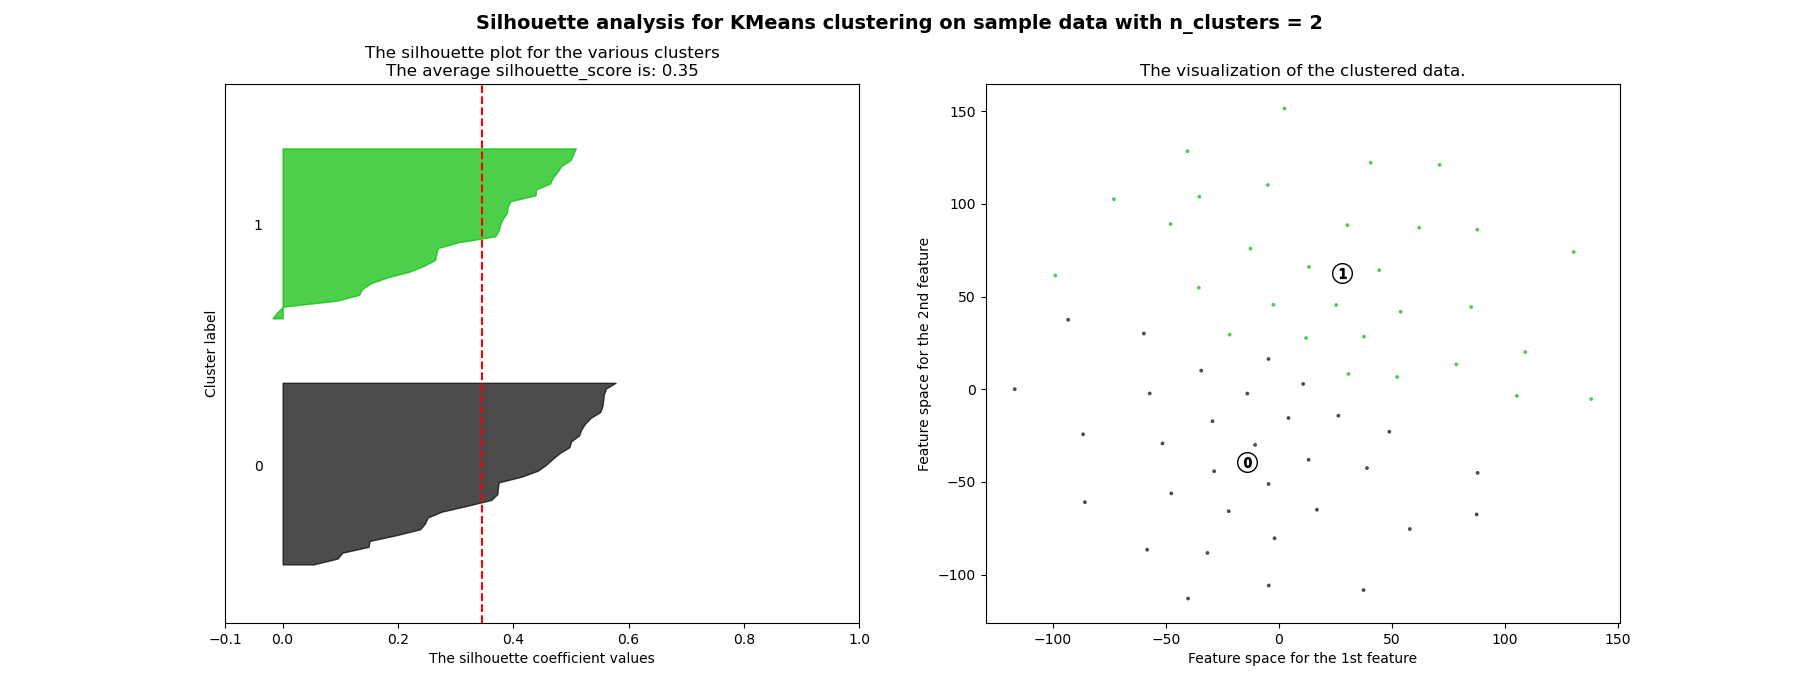 Silhouette analysis for KMeans clustering on sample data with n_clusters = 2
The silhouette plot for the various clusters
The average silhouette_score is: 0.35
Cluster label
1
0
−0.1 0.0 0.2 0.4 0.6 0.8 1.0
The silhouette coefficient values
The visualization of the clustered data.
Feature space for the 2nd feature
150
100
50
0
−50
−100
1
0
−100 −50 0 50 100 150
Feature space for the 1st feature